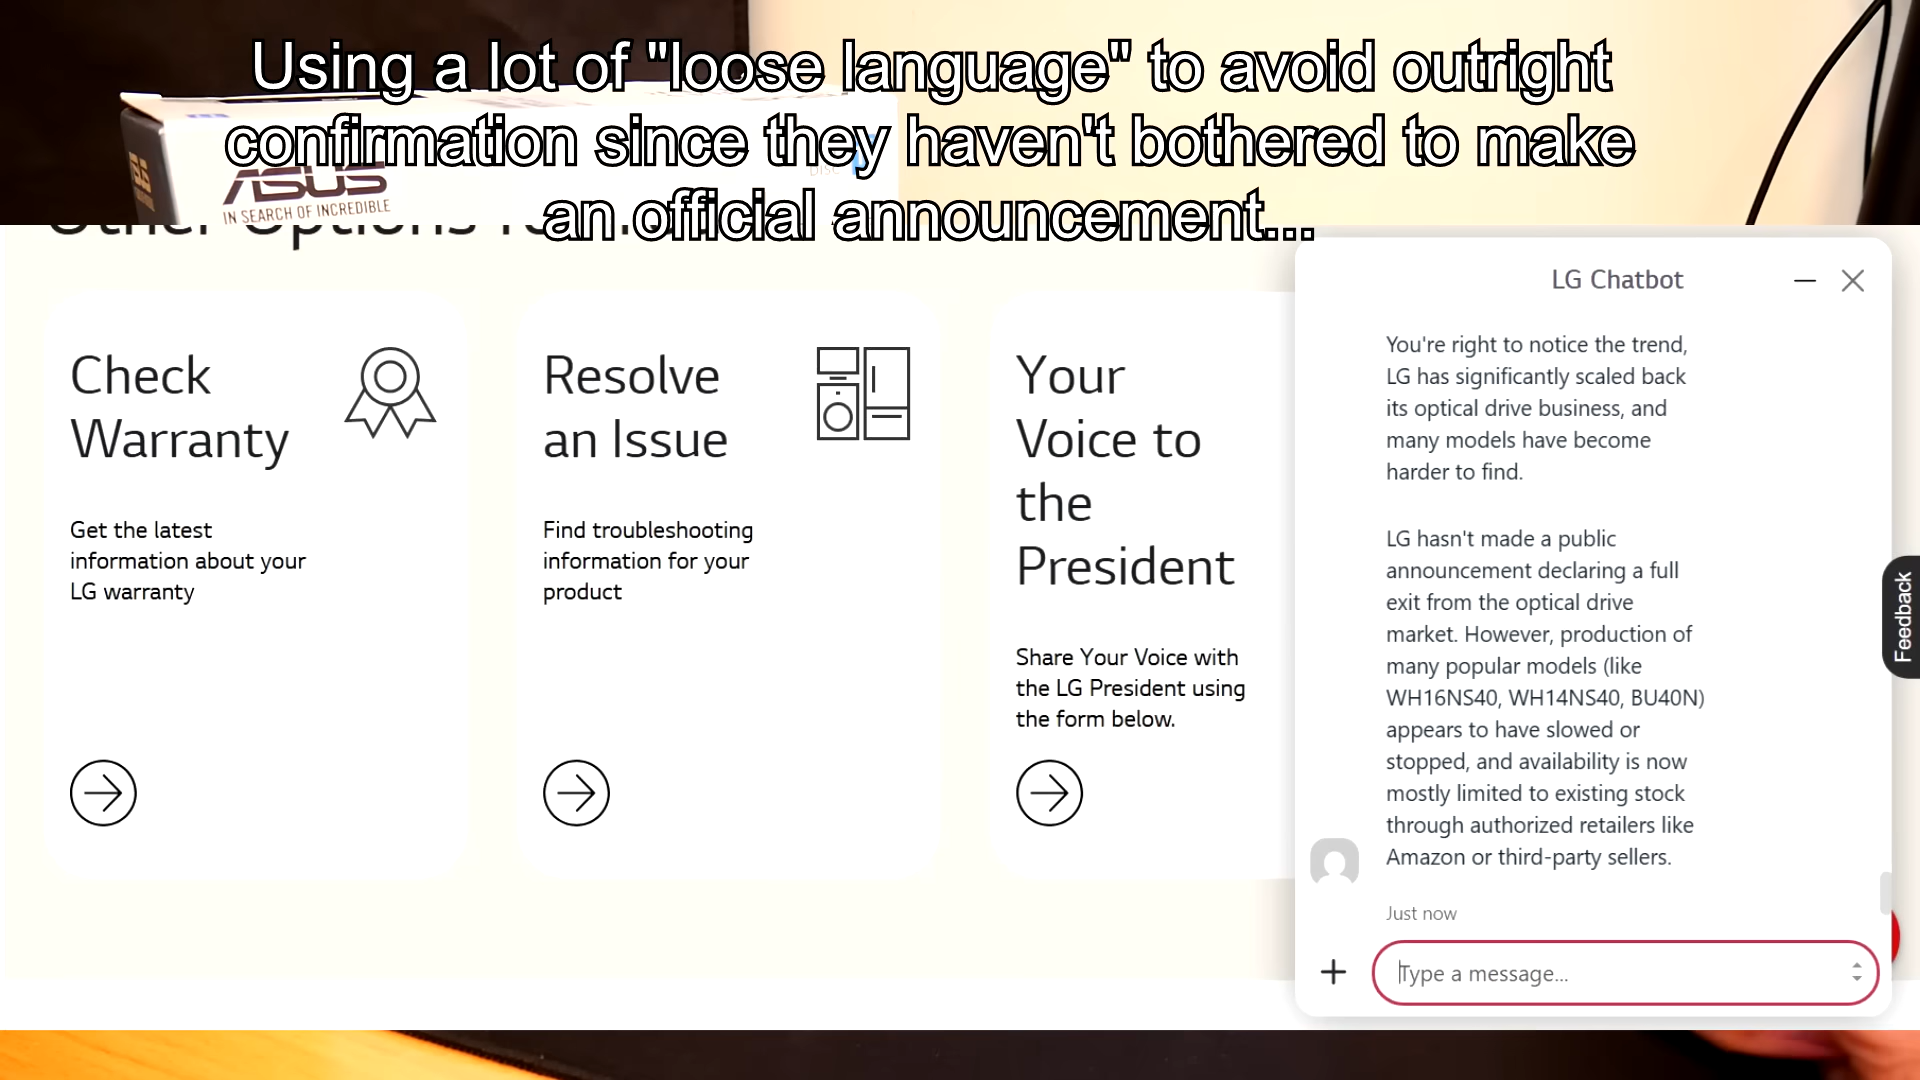 Using a lot of "loose language" to avoid outright
confirmation since they haven't bothered to make
an official announcement...
ASUS
IN SEARCH OF INCREDIBLE
Other Options
Check
Warranty
Get the latest
information about your
LG warranty
Resolve
an Issue
Find troubleshooting
information for your
product
Your
Voice to
the
President
Share Your Voice with
the LG President using
the form below.
LG Chatbot
You're right to notice the trend,
LG has significantly scaled back
its optical drive business, and
many models have become
harder to find.
LG hasn't made a public
announcement declaring a full
exit from the optical drive
market. However, production of
many popular models (like
WH16NS40, WH14NS40, BU40N)
appears to have slowed or
stopped, and availability is now
mostly limited to existing stock
through authorized retailers like
Amazon or third-party sellers.
Just now
Type a message...
Feedback